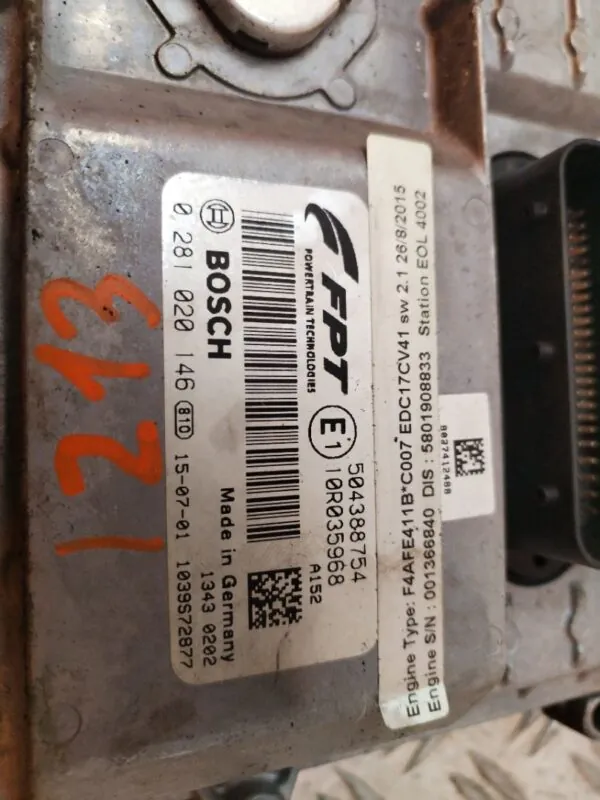 FPT
POWERTRAIN TECHNOLOGIES
E1
504388754
10R035968
A152
BOSCH
Made in Germany
1343 0202
0 281 020 146 810 15-07-01 1039S72877
Engine Type: F4AFE411B*C007 EDC17CV41 sw 2.1 26/8/2015
Engine S/N : 001366840 DIS : 5801908833 Station EOL 4002
8037412488
1213